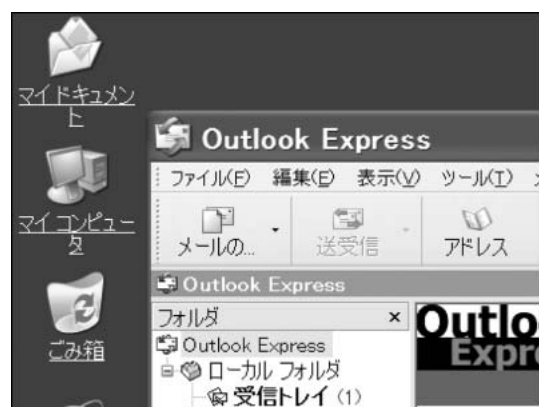 マイドキュメン
ト
マイコンピュー
タ
ごみ箱
Outlook Express
ファイル(F) 編集(E) 表示(V) ツール(T)
メールの... 送受信 アドレス
Outlook Express
フォルダ ×
Outlook Express
ローカル フォルダ
受信トレイ (1)
Outlo
Expr